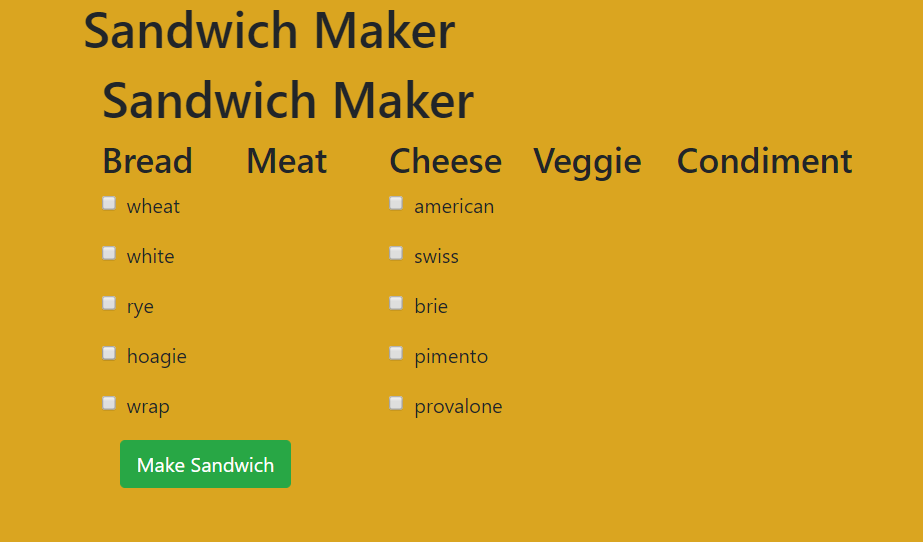 Sandwich Maker
Sandwich Maker
Bread Meat Cheese Veggie Condiment
wheat american
white swiss
rye brie
hoagie pimento
wrap provalone
Make Sandwich